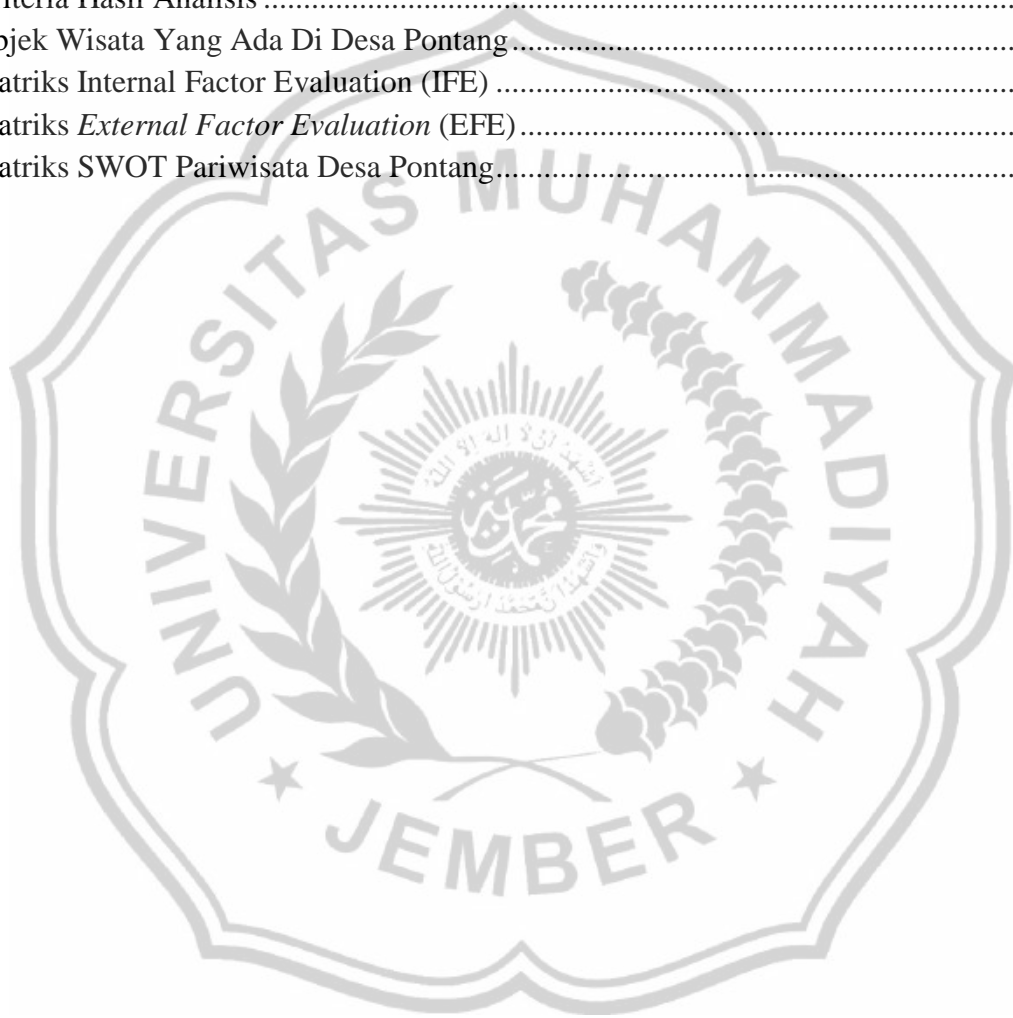 iteria Hasil Analisis
ojek Wisata Yang Ada Di Desa Pontang
atriks Internal Factor Evaluation (IFE)
atriks External Factor Evaluation (EFE)
atriks SWOT Pariwisata Desa Pontang
UNIVERSITAS MUHAMMADIYAH
★ JEMBER ★